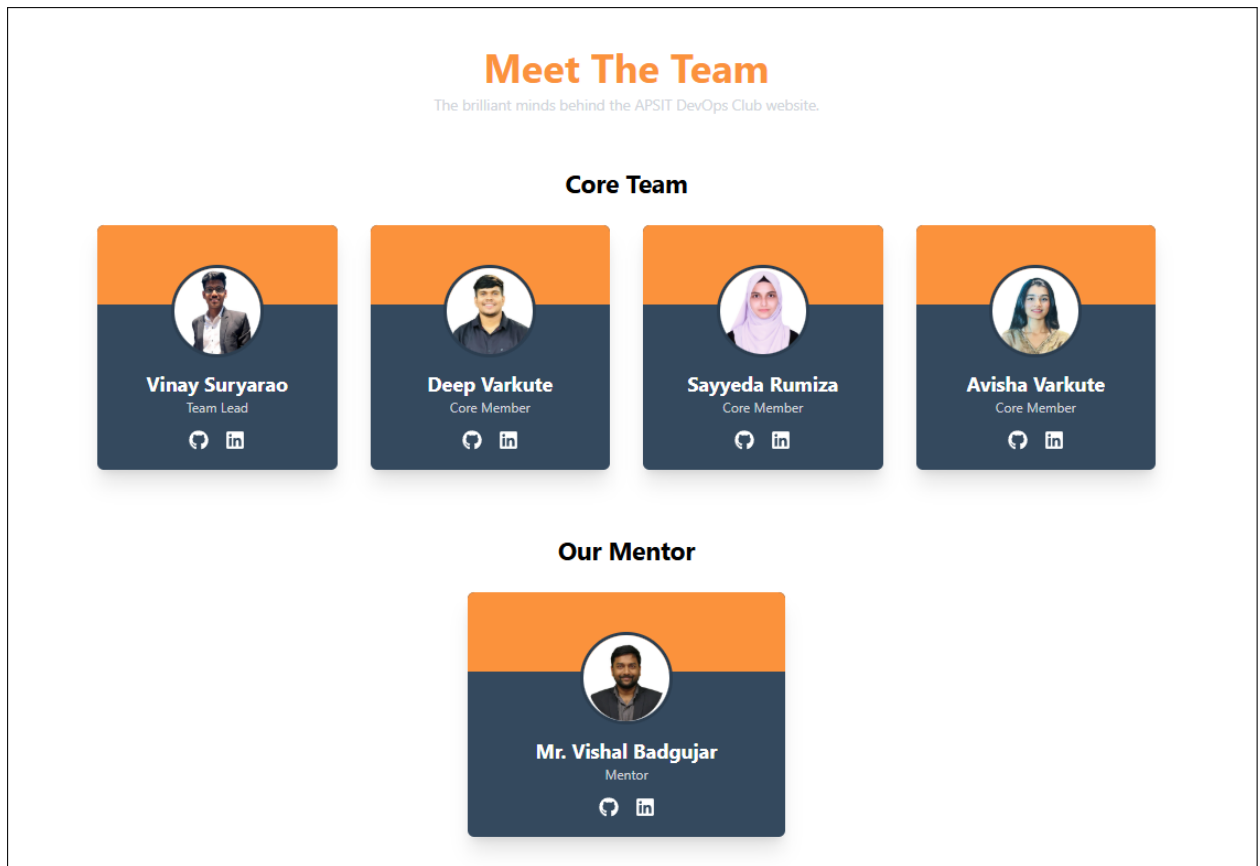 Meet The Team
The brilliant minds behind the APSIT DevOps Club website.
Core Team
Vinay Suryarao
Team Lead
Deep Varkute
Core Member
Sayyeda Rumiza
Core Member
Avisha Varkute
Core Member
Our Mentor
Mr. Vishal Badgujar
Mentor